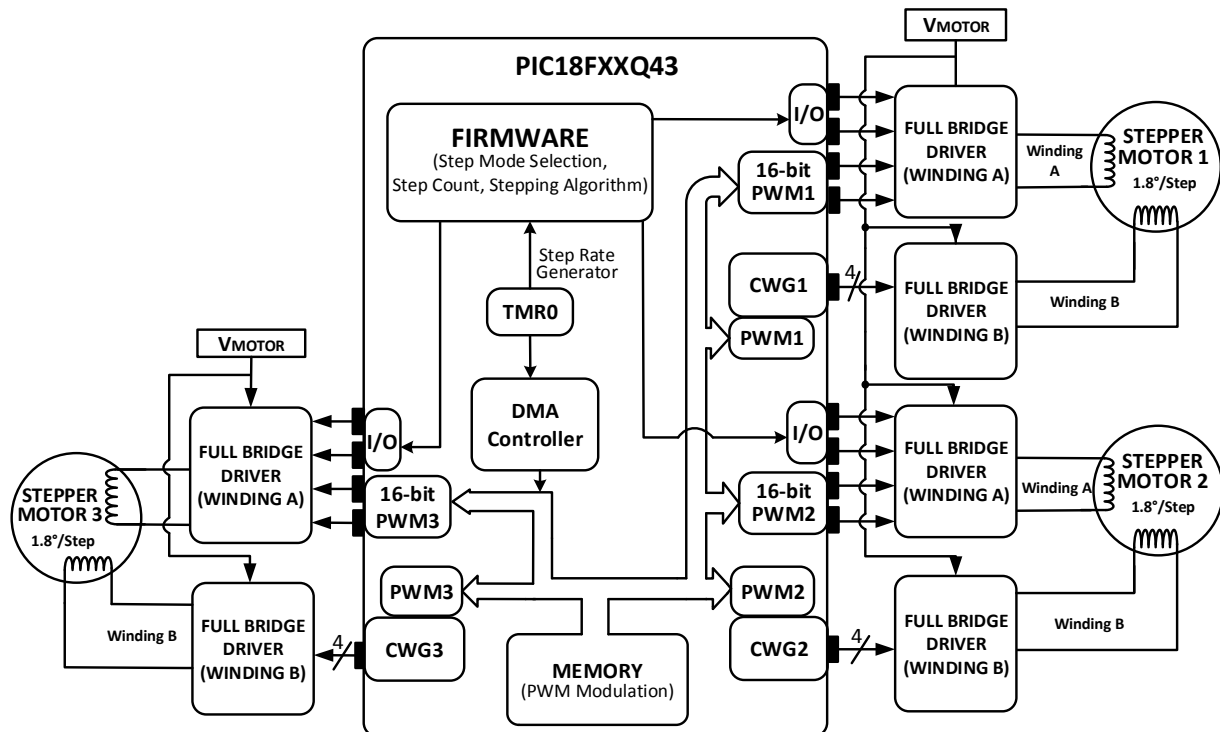 VMOTOR
PIC18FXXQ43
FIRMWARE
(Step Mode Selection,
Step Count, Stepping Algorithm)
Step Rate
Generator
TMR0
DMA
Controller
MEMORY
(PWM Modulation)
I/O
16-bit
PWM1
CWG1
4
PWM1
I/O
16-bit
PWM2
PWM2
CWG2
4
FULL BRIDGE
DRIVER
(WINDING A)
Winding
A
STEPPER
MOTOR 1
1.8°/Step
FULL BRIDGE
DRIVER
(WINDING B)
Winding B
FULL BRIDGE
DRIVER
(WINDING A)
Winding A
STEPPER
MOTOR 2
1.8°/Step
FULL BRIDGE
DRIVER
(WINDING B)
Winding B
VMOTOR
I/O
16-bit
PWM3
PWM3
CWG3
4
FULL BRIDGE
DRIVER
(WINDING A)
STEPPER
MOTOR 3
1.8°/Step
Winding B
FULL BRIDGE
DRIVER
(WINDING B)